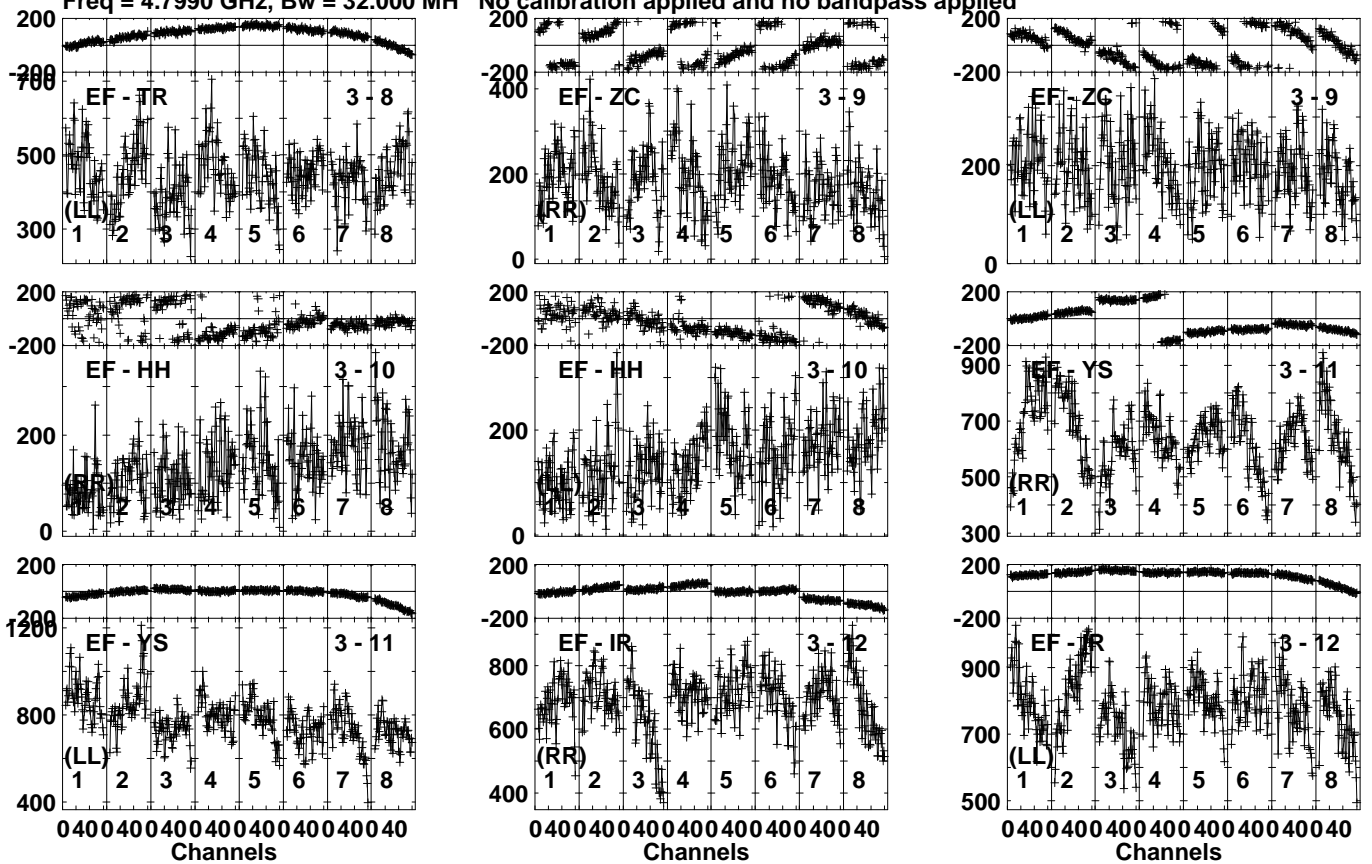 Freq = 4.7990 GHz, Bw = 32.000 MH No calibration applied and no bandpass applied
200
-200
700
500
300
EF - TR 3 - 8
(LL)
1 2 3 4 5 6 7 8
200
-200
400
200
0
EF - ZC 3 - 9
(RR)
1 2 3 4 5 6 7 8
200
-200
200
0
EF - ZC 3 - 9
(LL)
1 2 3 4 5 6 7 8
200
-200
200
0
EF - HH 3 - 10
(RR)
1 2 3 4 5 6 7 8
200
-200
200
0
EF - HH 3 - 10
(LL)
1 2 3 4 5 6 7 8
200
-200
900
700
500
300
EF - YS 3 - 11
(RR)
1 2 3 4 5 6 7 8
200
-200
1200
800
400
EF - YS 3 - 11
(LL)
1 2 3 4 5 6 7 8
0 40 0 40 0 40 0 40 0 40 0 40 0 40 0 40
Channels
200
-200
800
600
400
EF - IR 3 - 12
(RR)
1 2 3 4 5 6 7 8
0 40 0 40 0 40 0 40 0 40 0 40 0 40 0 40
Channels
200
-200
900
700
500
EF - IR 3 - 12
(LL)
1 2 3 4 5 6 7 8
0 40 0 40 0 40 0 40 0 40 0 40 0 40 0 40
Channels